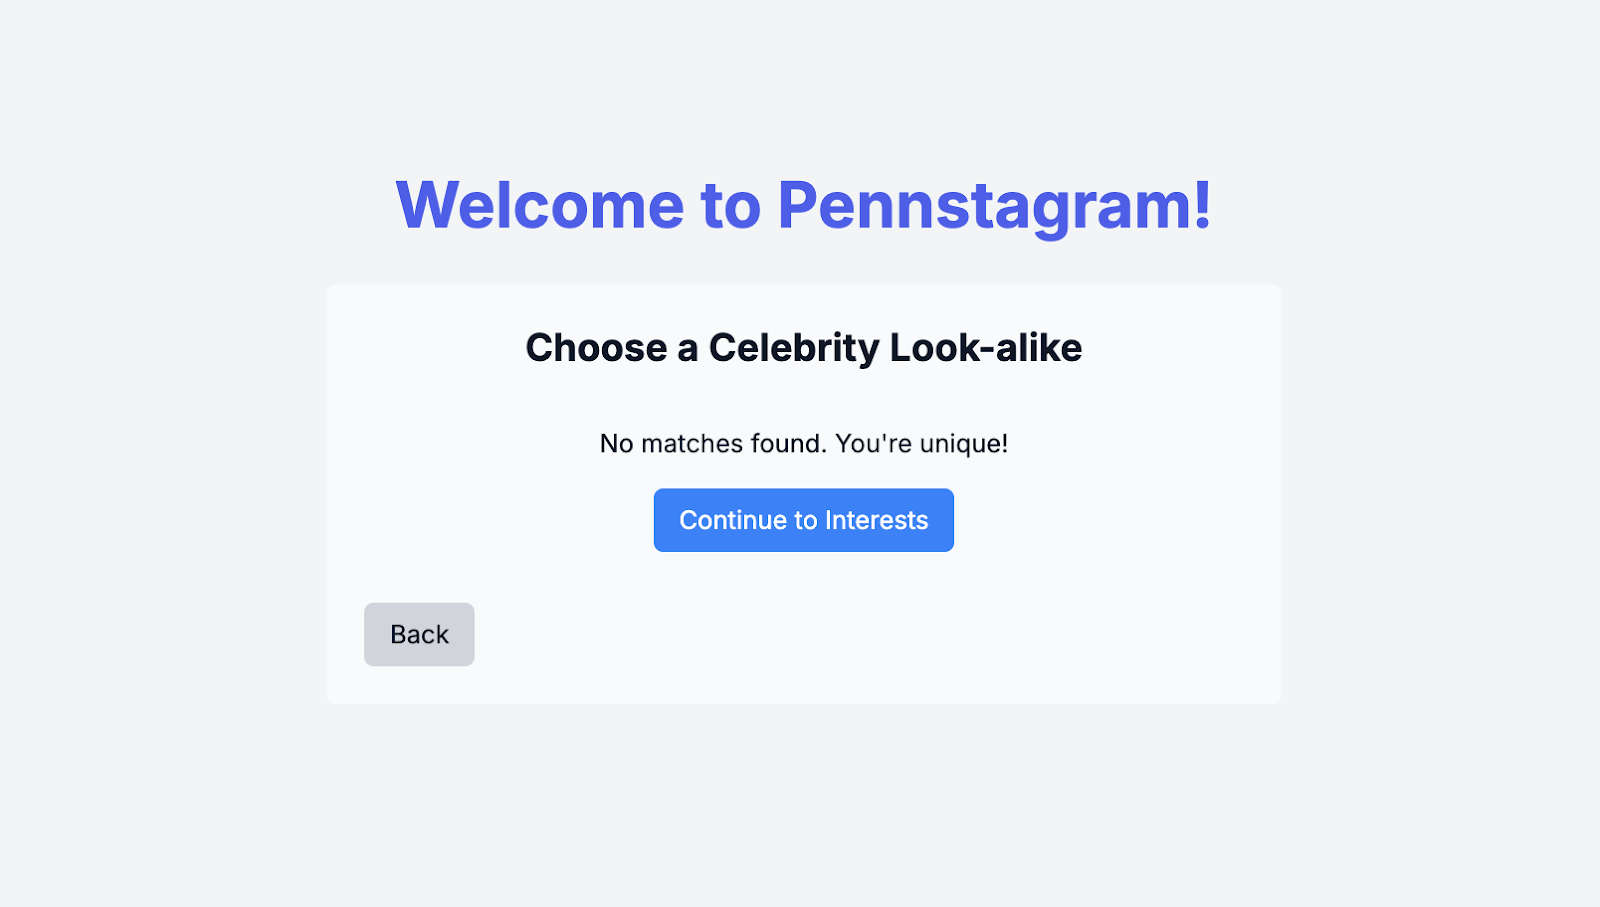 Welcome to Pennstagram!
Choose a Celebrity Look-alike
No matches found. You're unique!
Continue to Interests
Back